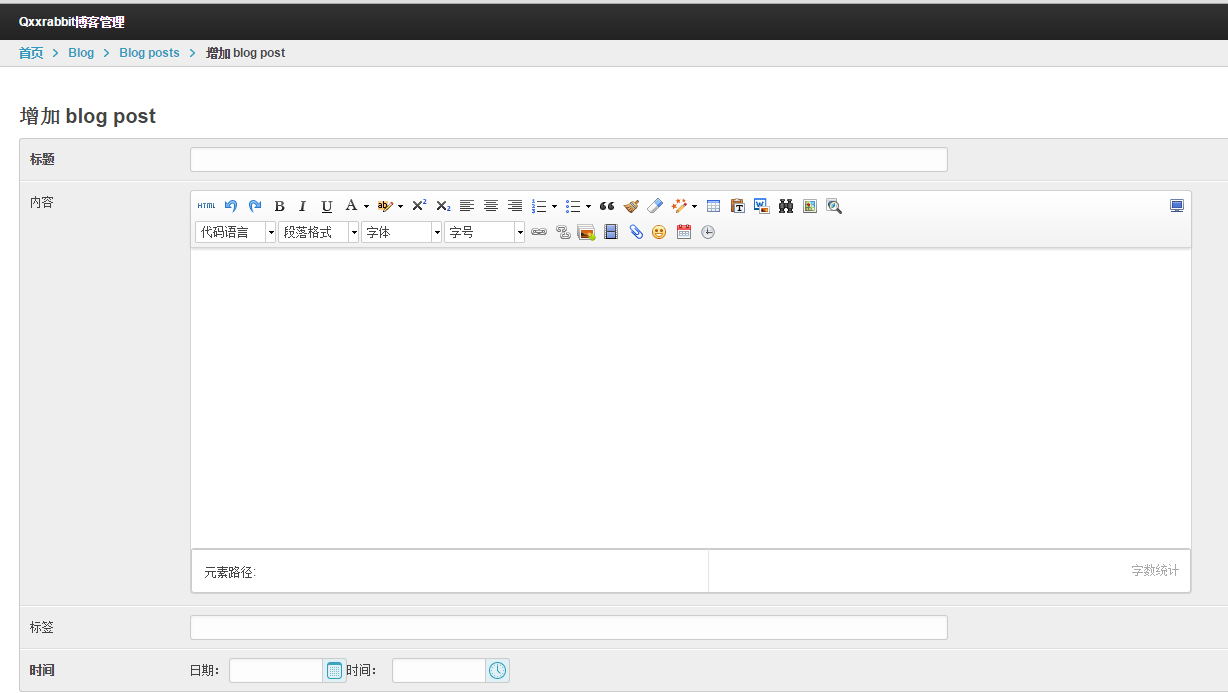 Qxxrabbit博客管理
首页 > Blog > Blog posts > 增加 blog post
增加 blog post
标题
内容
HTML B I U A ab X² X₂
代码语言 段落格式 字体 字号
元素路径: 字数统计
标签
时间 日期： 时间：